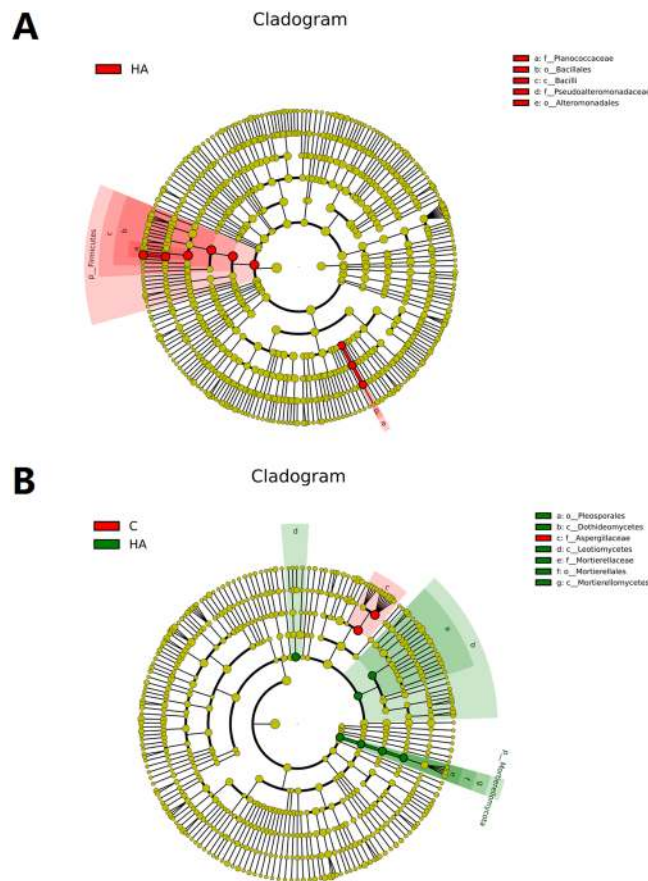 A
Cladogram
HA
a: f__Planococcaceae
b: o__Bacillales
c: c__Bacilli
d: f__Pseudoalteromonadaceae
e: o__Alteromonadales
p__Firmicutes
c
b
a
d
e
B
Cladogram
C
HA
a: o__Pleosporales
b: c__Dothideomycetes
c: f__Aspergillaceae
d: c__Leotiomycetes
e: f__Mortierellaceae
f: o__Mortierellales
g: c__Mortierellomycetes
d
c
a
b
e
f
g
p__Mortierellomycota